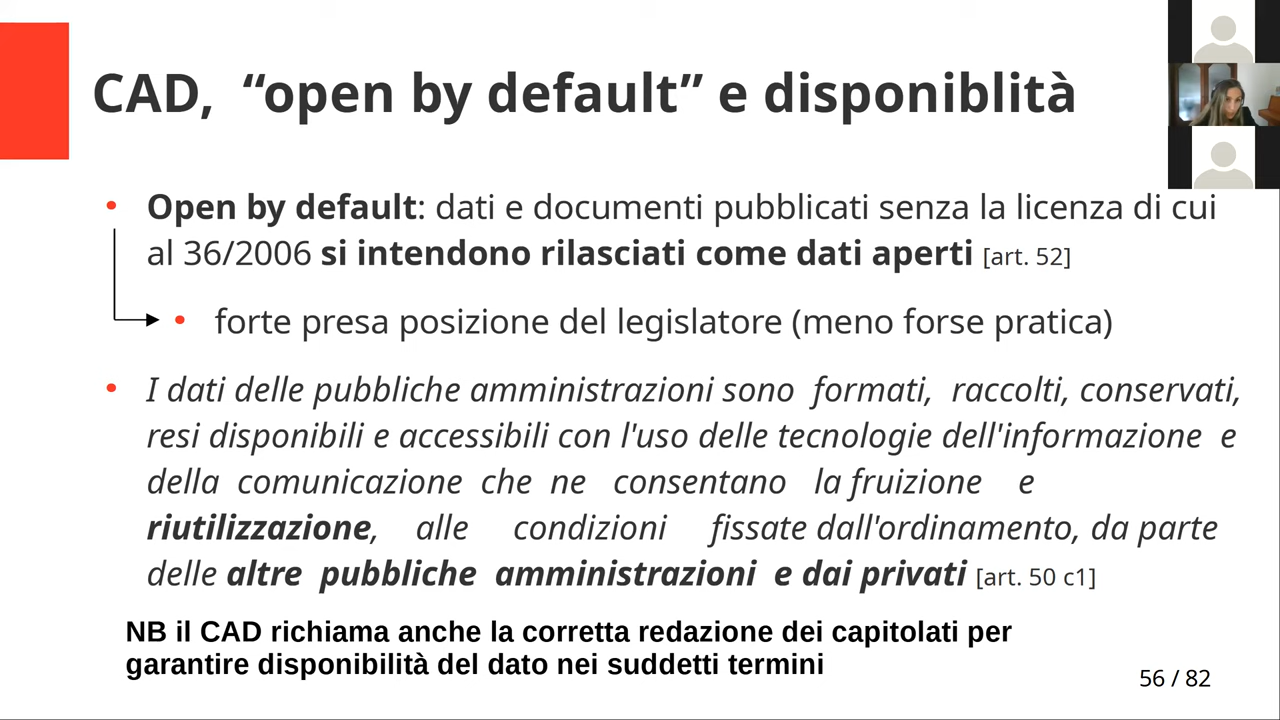 CAD, “open by default” e disponiblità
Open by default: dati e documenti pubblicati senza la licenza di cui
al 36/2006 si intendono rilasciati come dati aperti [art. 52]
forte presa posizione del legislatore (meno forse pratica)
I dati delle pubbliche amministrazioni sono formati, raccolti, conservati,
resi disponibili e accessibili con l'uso delle tecnologie dell'informazione e
della comunicazione che ne consentano la fruizione e
riutilizzazione, alle condizioni fissate dall'ordinamento, da parte
delle altre pubbliche amministrazioni e dai privati [art. 50 c1]
NB il CAD richiama anche la corretta redazione dei capitolati per
garantire disponibilità del dato nei suddetti termini
56 / 82